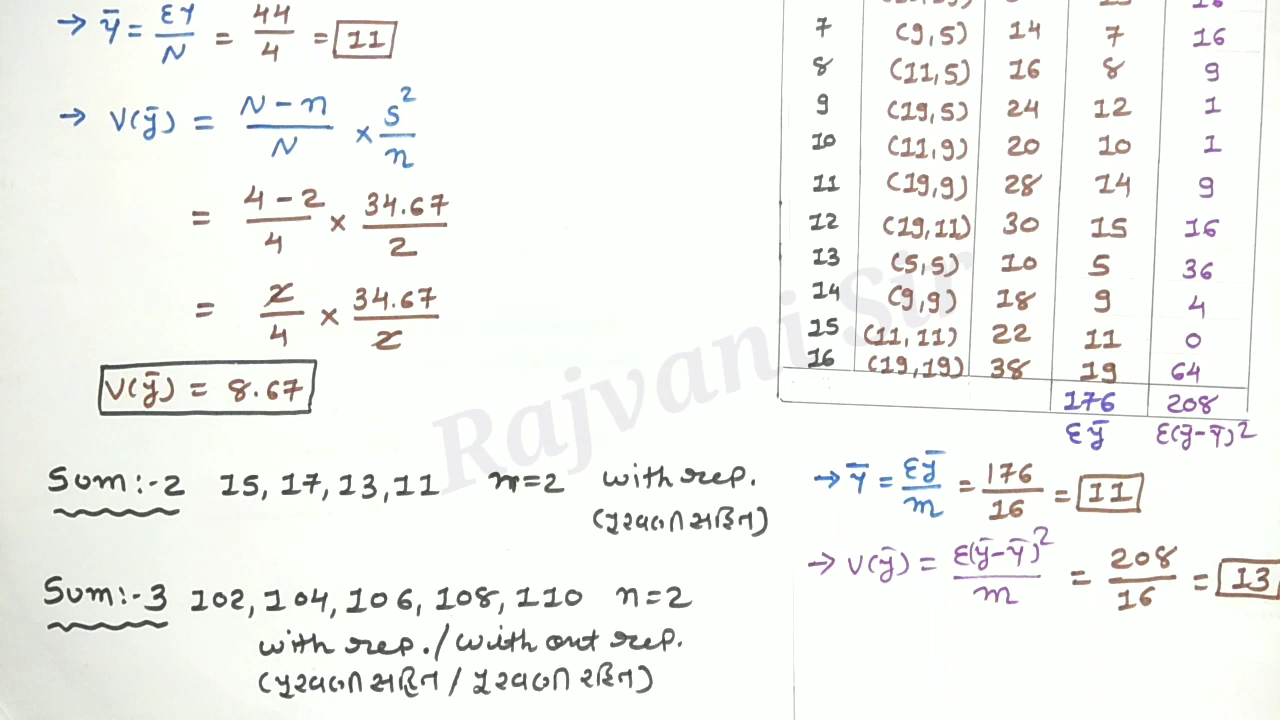 → Ȳ = ΣY/N = 44/4 = 11
→ V(ȳ) = N-n/N × s²/n
= 4-2/4 × 34.67/2
= 2/4 × 34.67/2
V(ȳ) = 8.67
Sum:-2 15, 17, 13, 11 n=2 with rep.
(પુરવણી સહિત)
Sum:-3 102, 104, 106, 108, 110 n=2
with rep./with out rep.
(પુરવણી સહિત / પુરવણી રહિત)
7 (9,5) 14 7 16
8 (11,5) 16 8 9
9 (19,5) 24 12 1
10 (11,9) 20 10 1
11 (19,9) 28 14 9
12 (19,11) 30 15 16
13 (5,5) 10 5 36
14 (9,9) 18 9 4
15 (11,11) 22 11 0
16 (19,19) 38 19 64
176 208
Σȳ Σ(ȳ-Ȳ)²
→ Ȳ = Σȳ/m = 176/16 = 11
→ V(ȳ) = Σ(ȳ-Ȳ)²/m = 208/16 = 13
Rajvani Sir